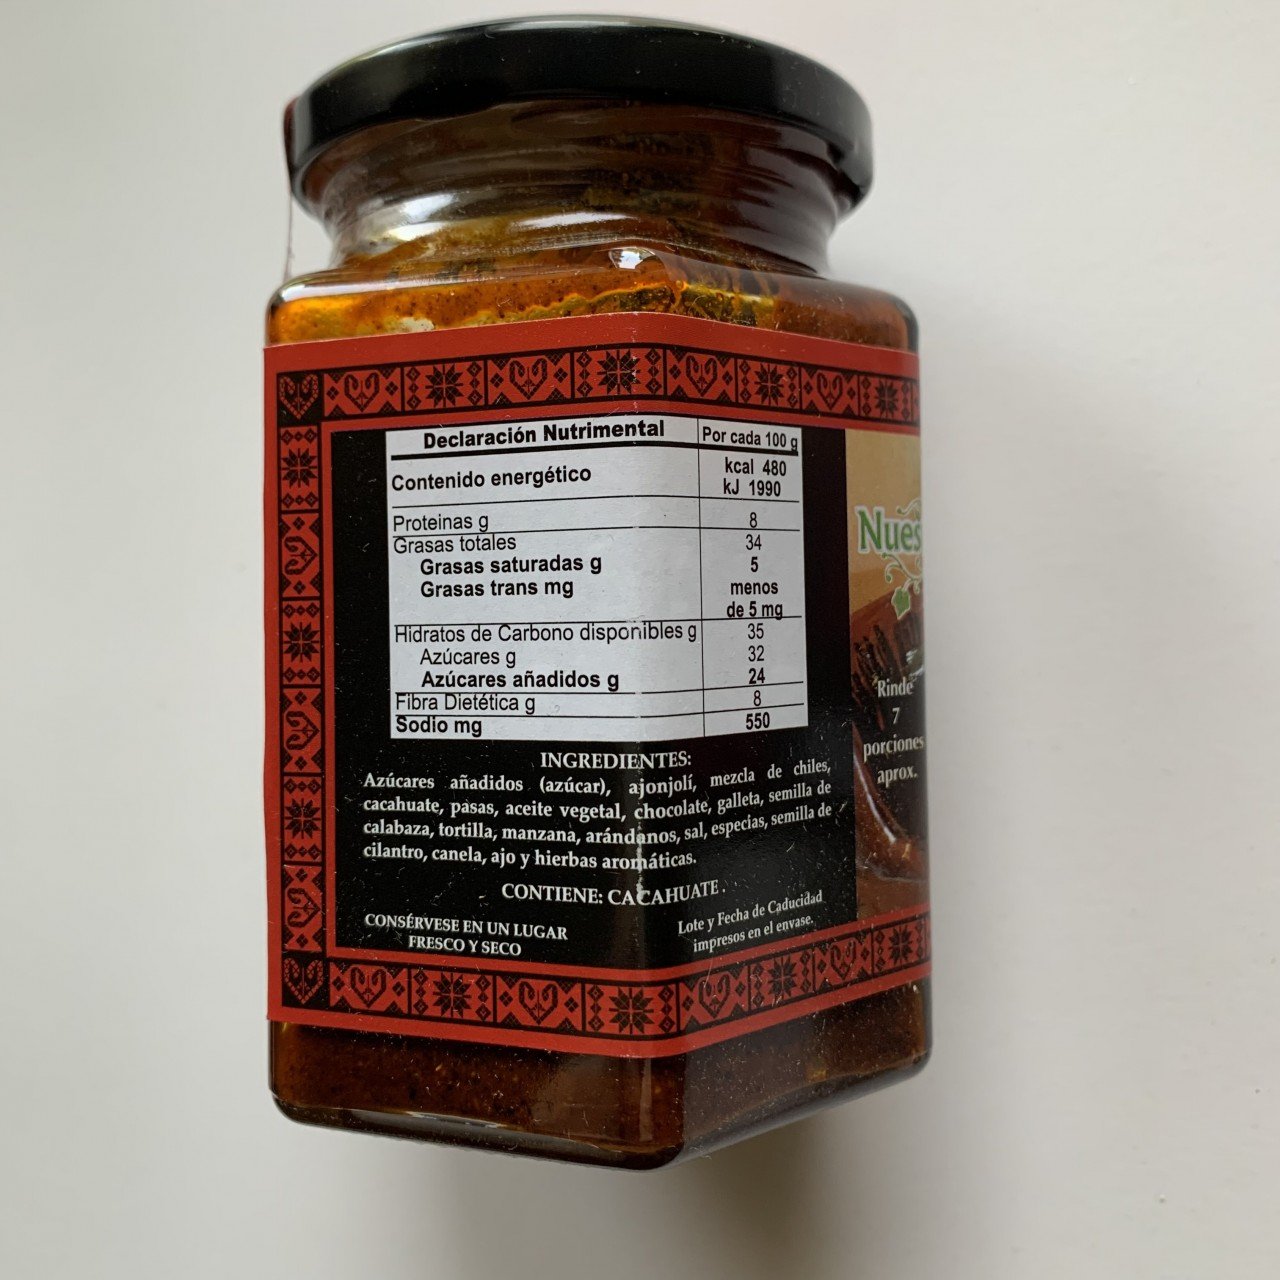 Declaración Nutrimental Por cada 100 g
Contenido energético kcal 480
kJ 1990
Proteinas g 8
Grasas totales 34
Grasas saturadas g 5
Grasas trans mg menos
de 5 mg
Hidratos de Carbono disponibles g 35
Azúcares g 32
Azúcares añadidos g 24
Fibra Dietética g 8
Sodio mg 550
INGREDIENTES:
Azúcares añadidos (azúcar), ajonjolí, mezcla de chiles,
cacahuate, pasas, aceite vegetal, chocolate, galleta, semilla de
calabaza, tortilla, manzana, arándanos, sal, especias, semilla de
cilantro, canela, ajo y hierbas aromáticas.
CONTIENE: CACAHUATE.
CONSÉRVESE EN UN LUGAR
FRESCO Y SECO
Lote y Fecha de Caducidad
impresos en el envase.
Nues
Rinde
7
porciones
aprox.